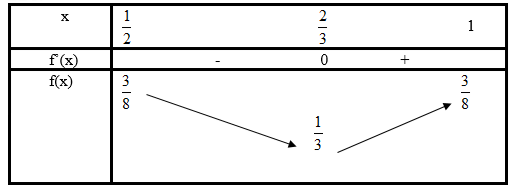 x 1/2 2/3 1
f'(x) - 0 +
f(x) 3/8 3/8
1/3